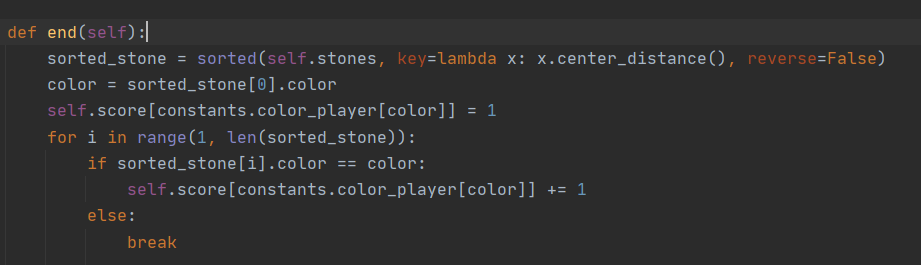 def end(self):
    sorted_stone = sorted(self.stones, key=lambda x: x.center_distance(), reverse=False)
    color = sorted_stone[0].color
    self.score[constants.color_player[color]] = 1
    for i in range(1, len(sorted_stone)):
        if sorted_stone[i].color == color:
            self.score[constants.color_player[color]] += 1
        else:
            break